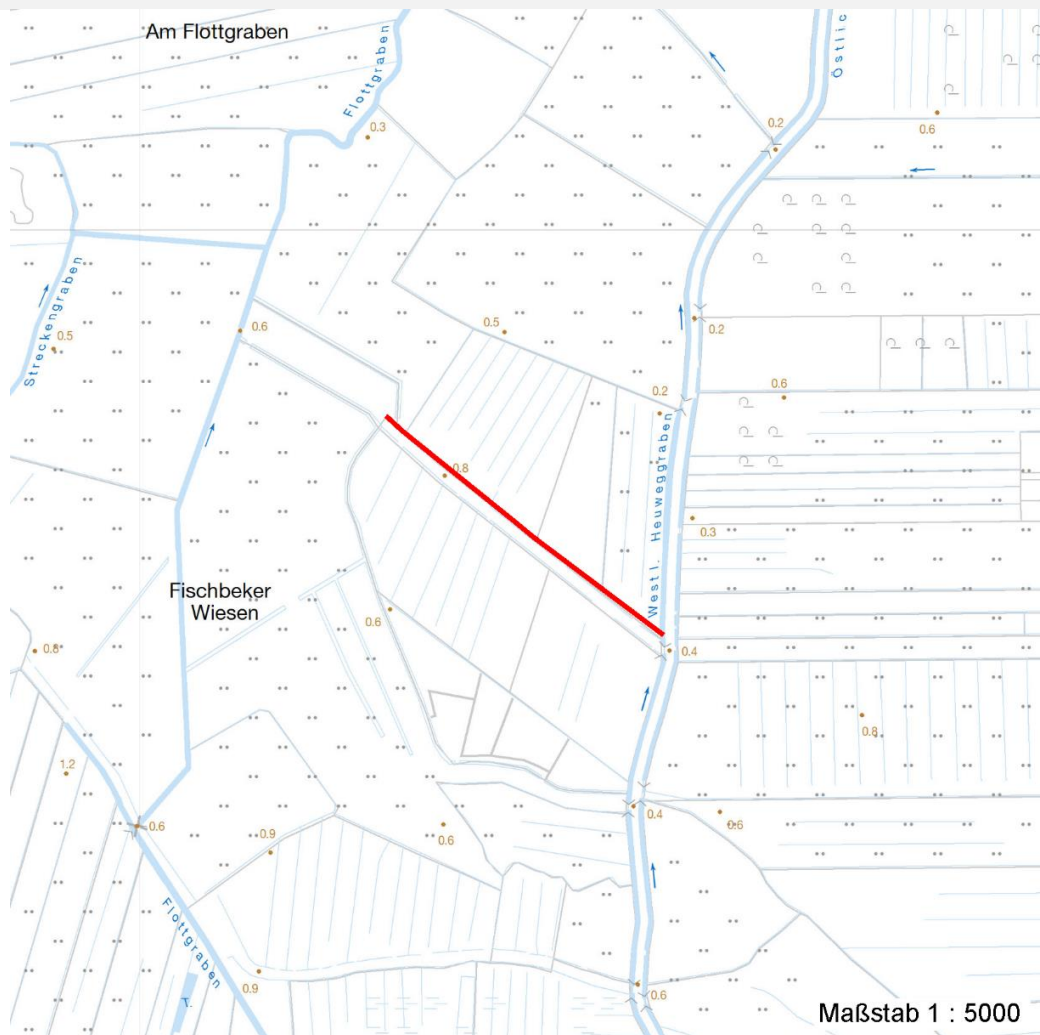 Am Flottgraben
Flottgraben
Östlic
0.3
0.2
0.6
Streckengraben
0.5
0.6
0.5
0.2
0.2
0.6
Westl. Heuweggraben
0.8
0.3
Fischbeker
Wiesen
0.6
0.8
0.4
0.8
1.2
0.6
0.9
0.6
0.4
0.6
Flottgraben
T.
0.9
0.6
Maßstab 1 : 5000